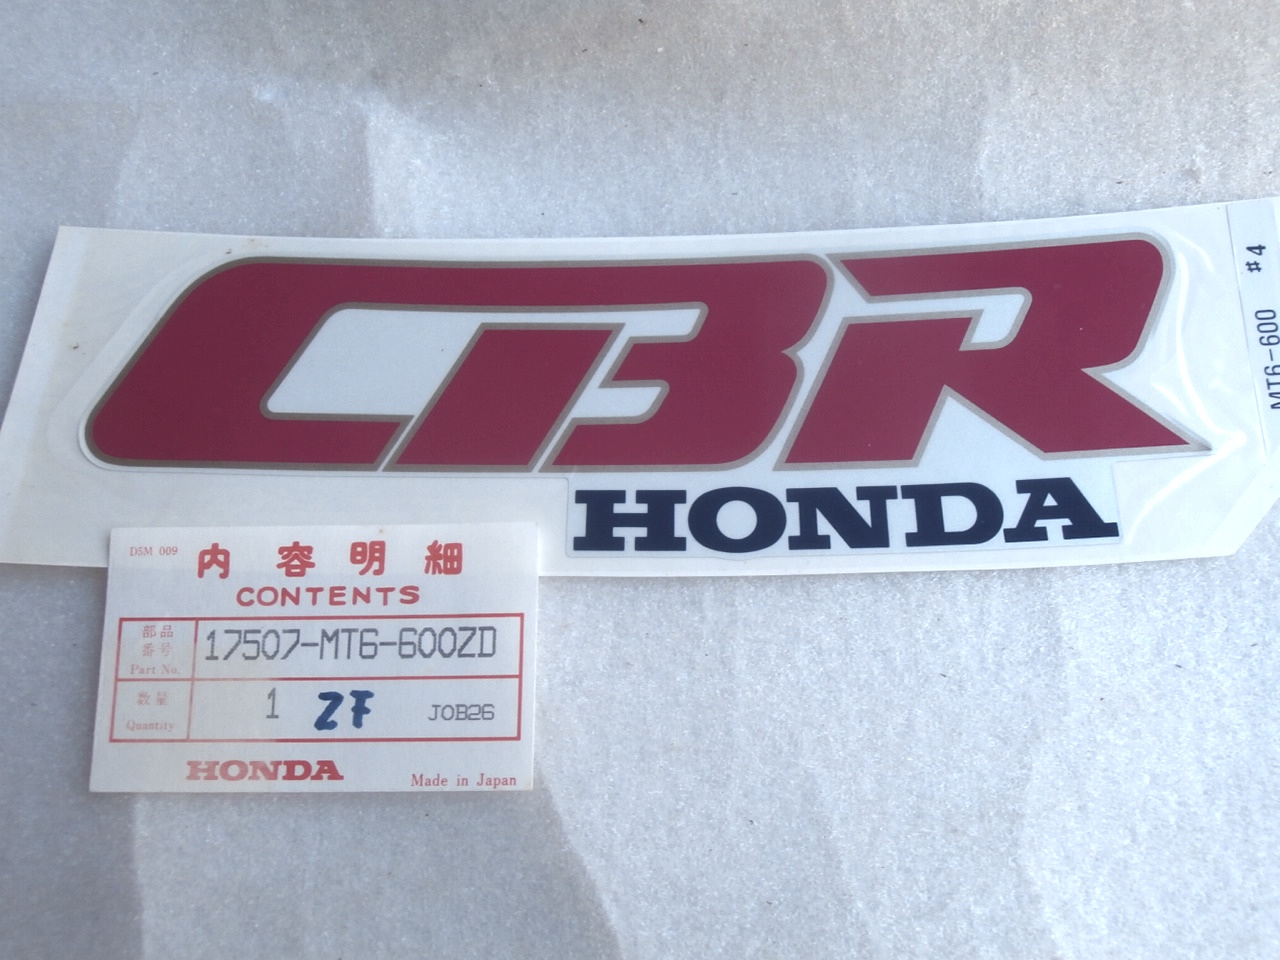 CBR
HONDA
#4
MT6-600
D5M 009
内容明細
CONTENTS
部品
番号
Part No.
17507-MT6-600ZD
数量
Quantity
1 ZF JOB26
HONDA
Made in Japan